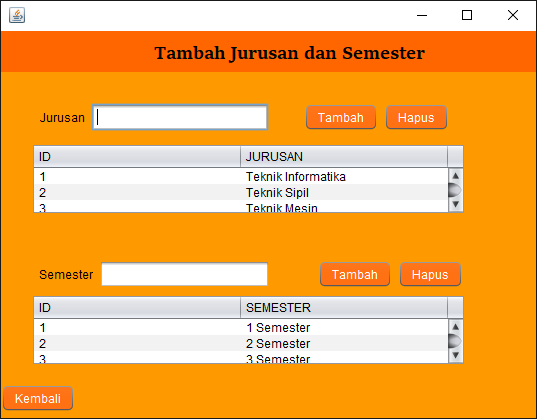 Tambah Jurusan dan Semester
Jurusan Tambah Hapus
ID JURUSAN
1 Teknik Informatika
2 Teknik Sipil
3 Teknik Mesin
Semester Tambah Hapus
ID SEMESTER
1 1 Semester
2 2 Semester
3 3 Semester
Kembali